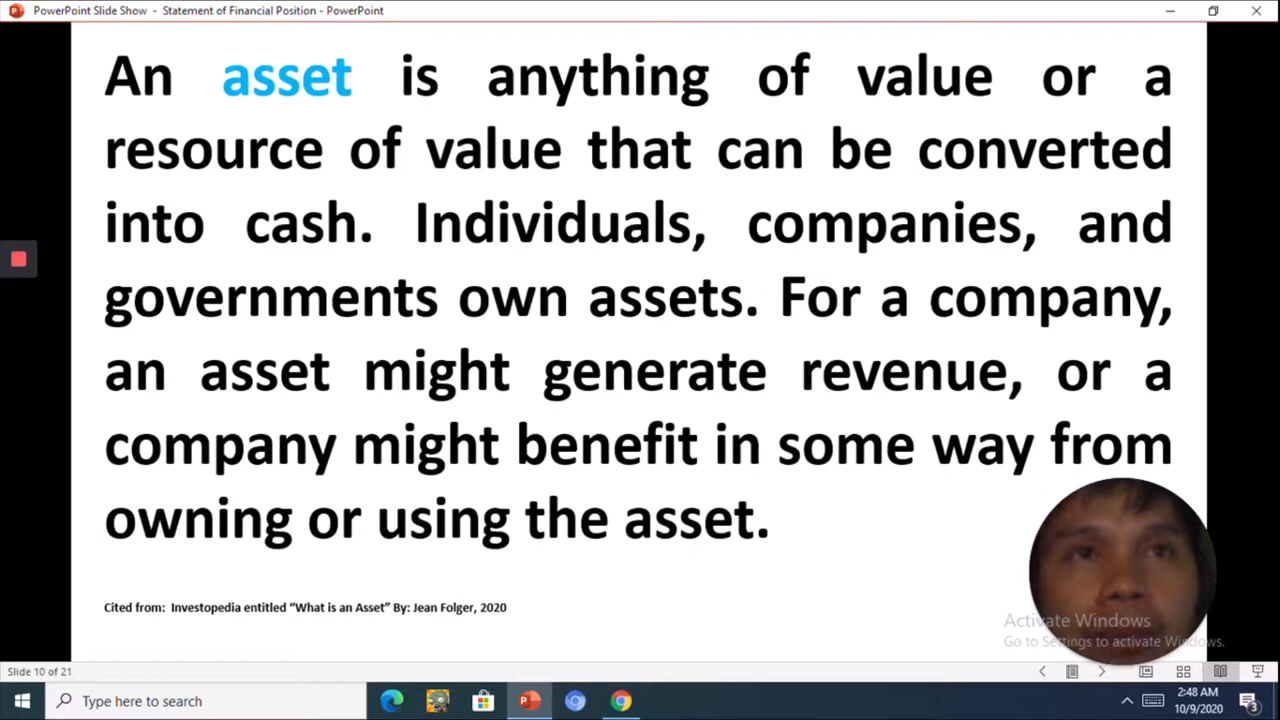 PowerPoint Slide Show - Statement of Financial Position - PowerPoint
An asset is anything of value or a
resource of value that can be converted
into cash. Individuals, companies, and
governments own assets. For a company,
an asset might generate revenue, or a
company might benefit in some way from
owning or using the asset.
Cited from: Investopedia entitled “What is an Asset” By: Jean Folger, 2020
Activate Windows
Go to Settings to activate Windows.
Slide 10 of 21
Type here to search
2:48 AM
10/9/2020
3